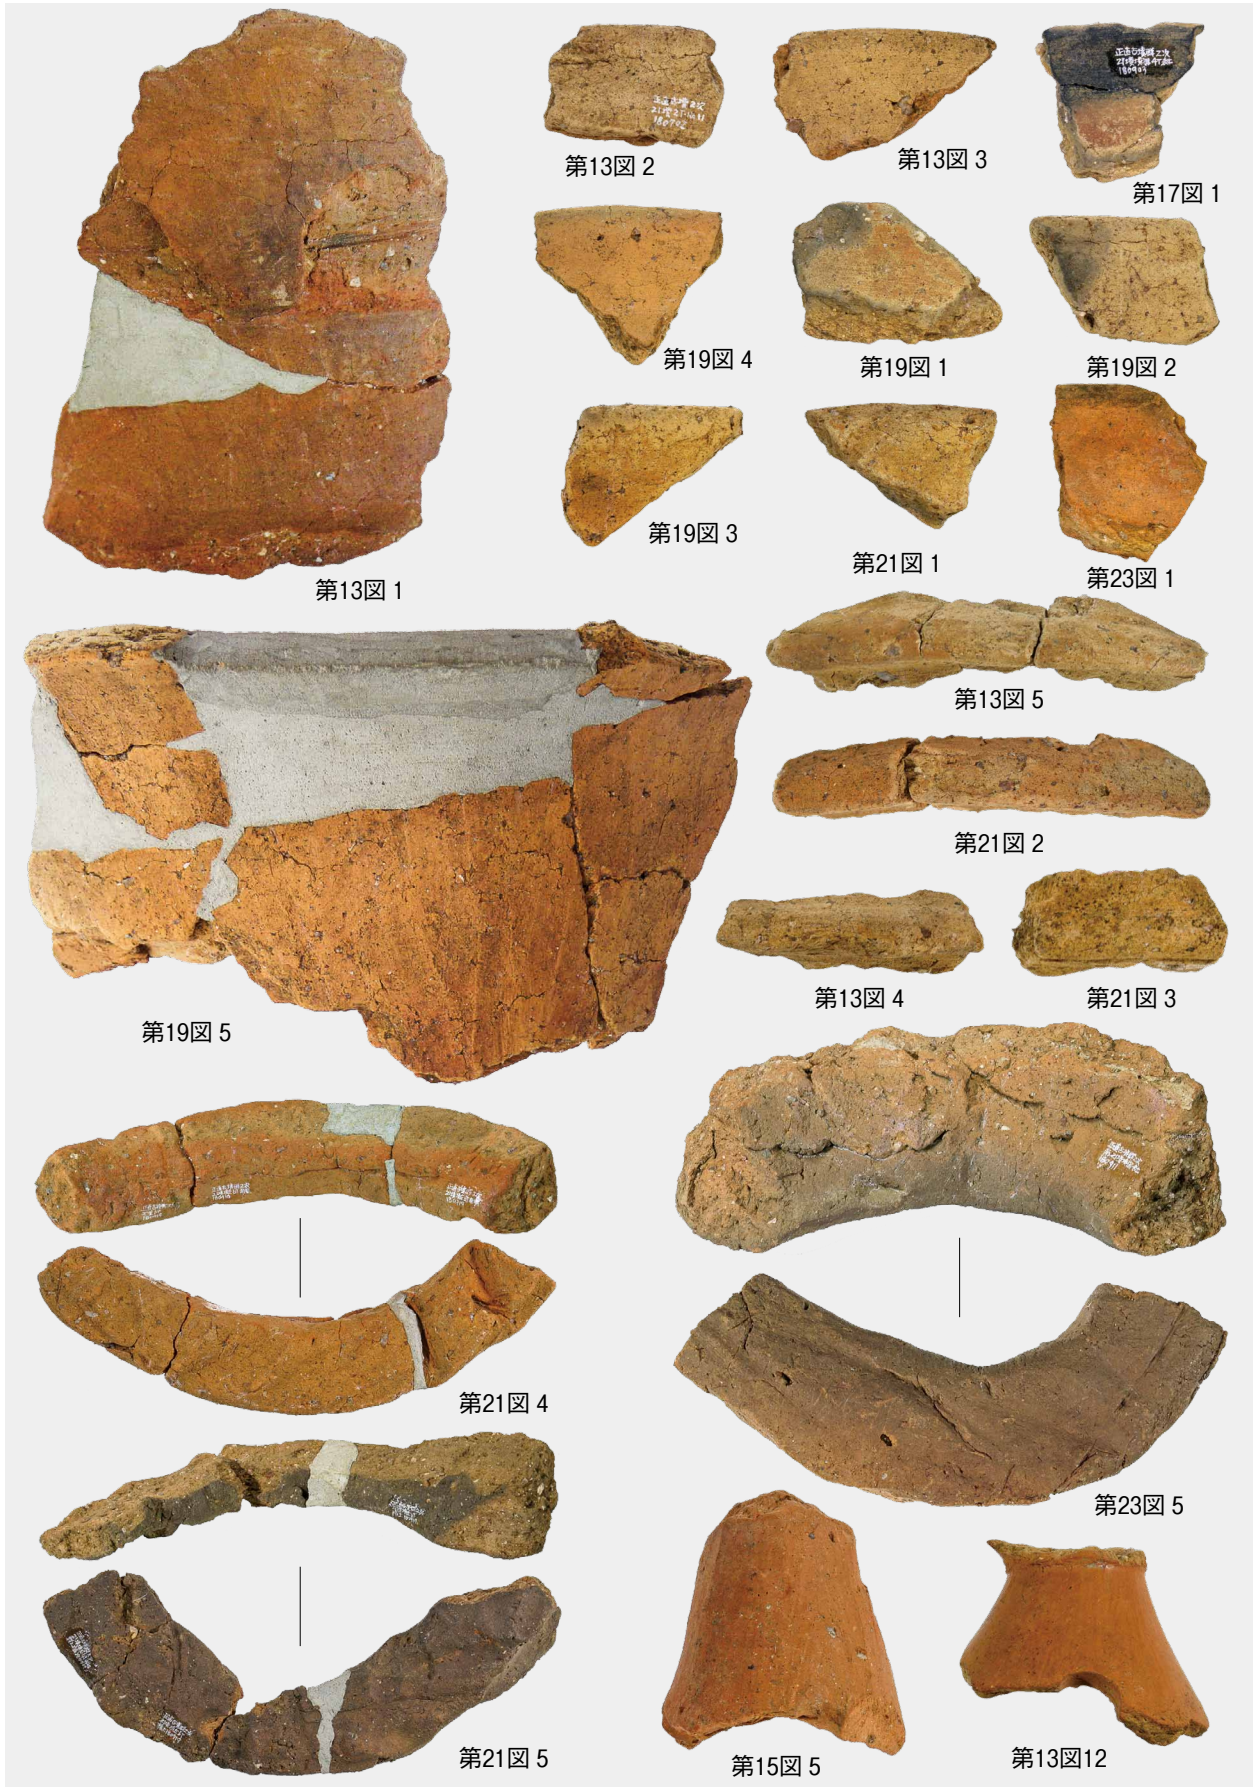 第13図 2
第13図 3
第17図 1
第19図 4
第19図 1
第19図 2
第19図 3
第21図 1
第23図 1
第13図 1
第13図 5
第21図 2
第13図 4
第21図 3
第19図 5
第21図 4
第23図 5
第21図 5
第15図 5
第13図12